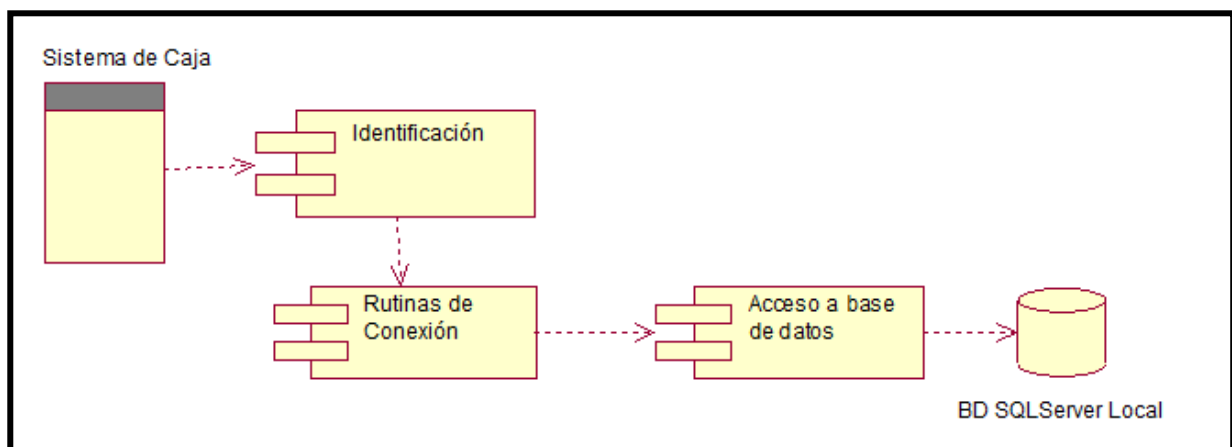 Sistema de Caja
Identificación
Rutinas de
Conexión
Acceso a base
de datos
BD SQLServer Local